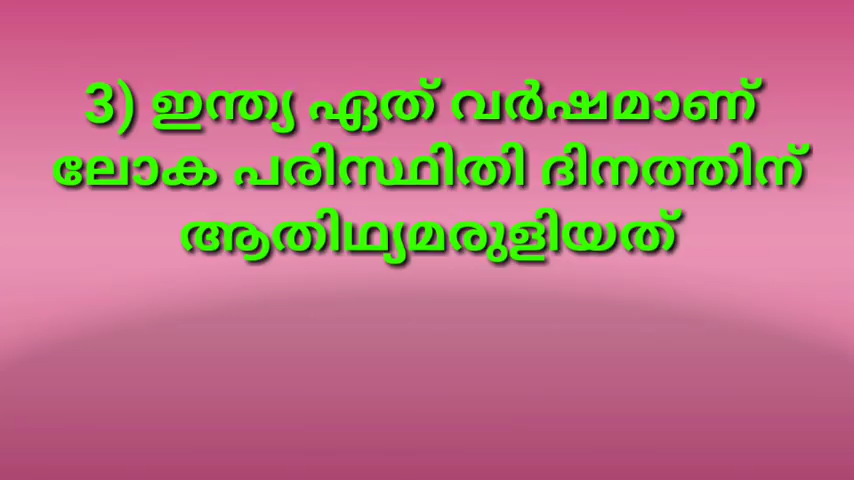 3) ഇന്ത്യ ഏത് വർഷമാണ്
ലോക പരിസ്ഥിതി ദിനത്തിന്
ആതിഥ്യമരുളിയത്